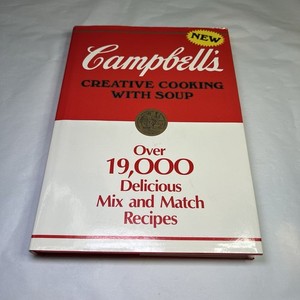 NEW
Campbell's
CREATIVE COOKING
WITH SOUP
Over
19,000
Delicious
Mix and Match
Recipes